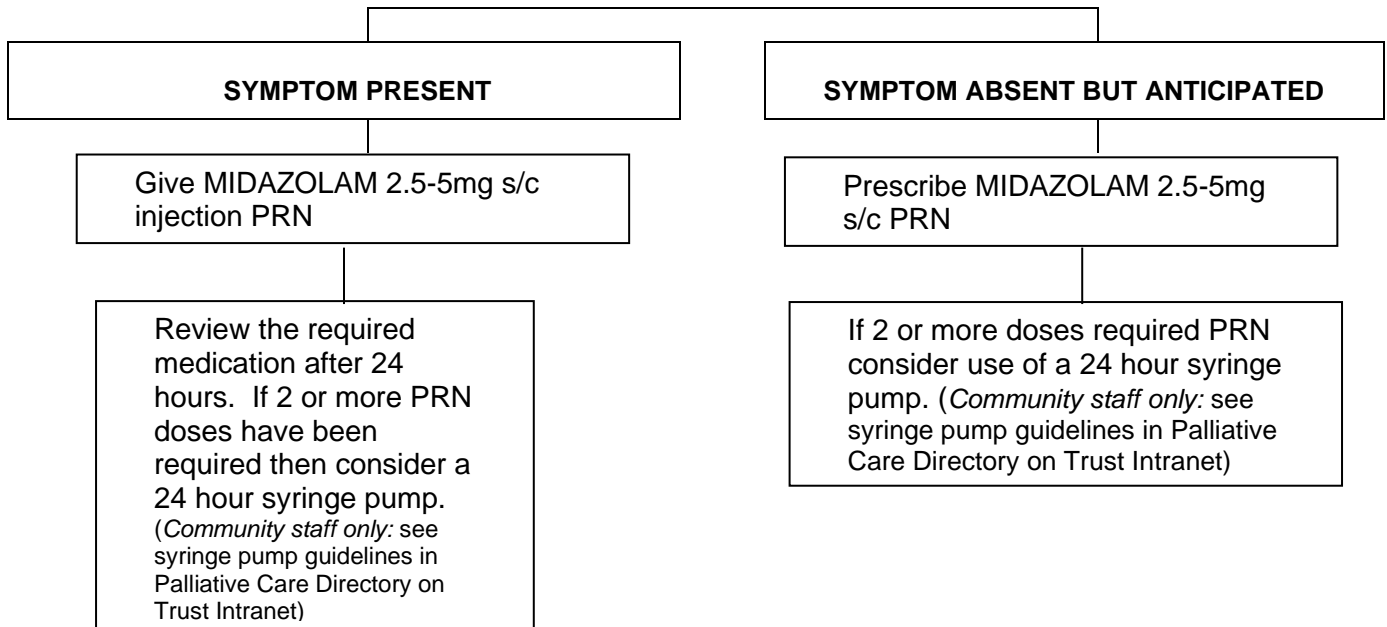 SYMPTOM PRESENT
Give MIDAZOLAM 2.5-5mg s/c
injection PRN
Review the required
medication after 24
hours.  If 2 or more PRN
doses have been
required then consider a
24 hour syringe pump.
(Community staff only: see
syringe pump guidelines in
Palliative Care Directory on
Trust Intranet)
SYMPTOM ABSENT BUT ANTICIPATED
Prescribe MIDAZOLAM 2.5-5mg
s/c PRN
If 2 or more doses required PRN
consider use of a 24 hour syringe
pump. (Community staff only: see
syringe pump guidelines in Palliative
Care Directory on Trust Intranet)